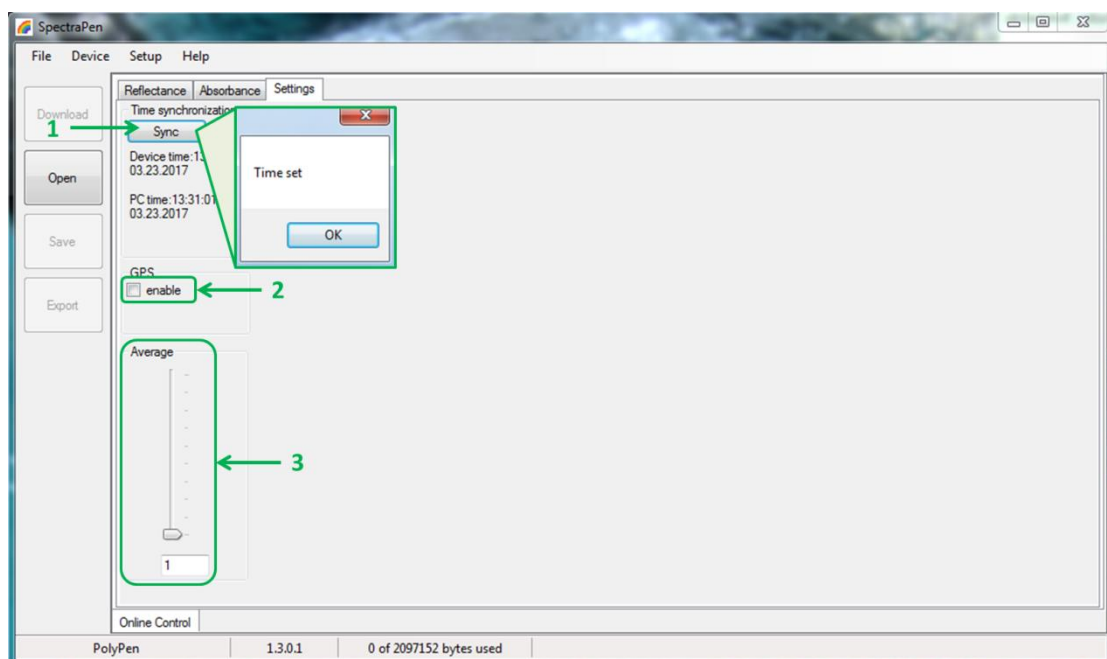 SpectraPen
File Device Setup Help
Reflectance Absorbance Settings
Download
Open
Save
Export
Time synchronization
1
Sync
Device time:13
03.23.2017
PC time:13:31:01
03.23.2017
Time set
OK
GPS
enable
2
Average
3
1
Online Control
PolyPen 1.3.0.1 0 of 2097152 bytes used